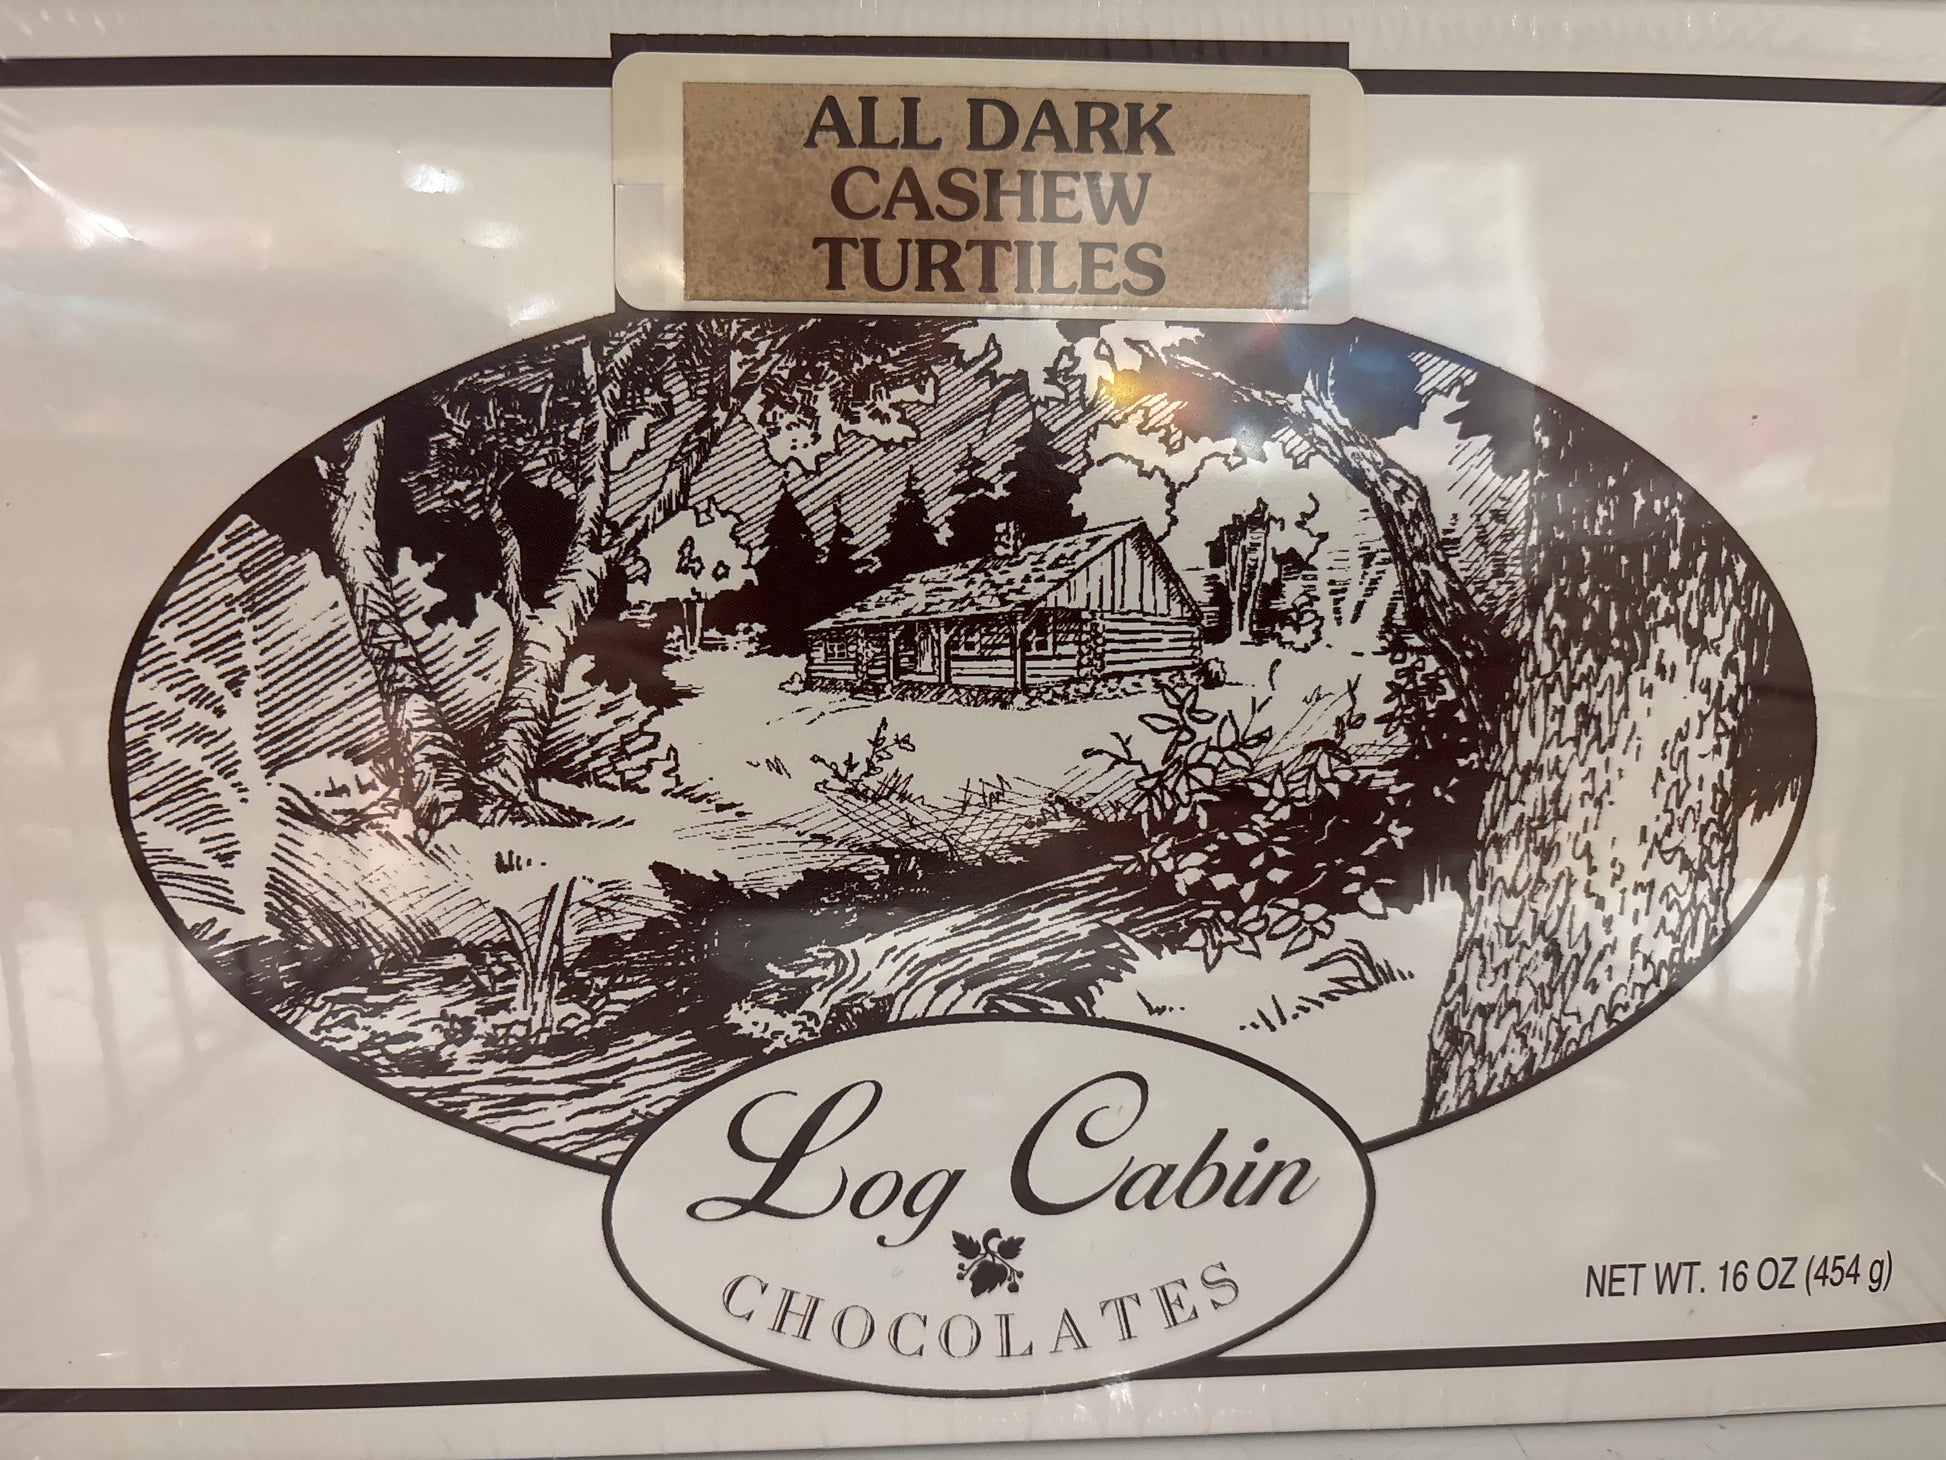 ALL DARK
CASHEW
TURTILES
Log Cabin
CHOCOLATES
NET WT. 16 OZ (454 g)